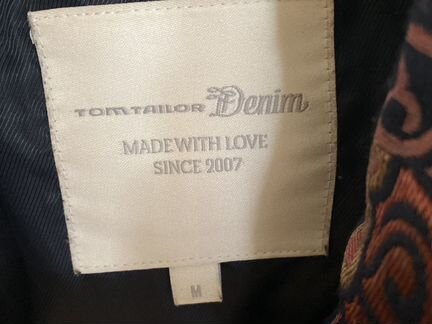 TOM TAILOR Denim
MADE WITH LOVE
SINCE 2007
M